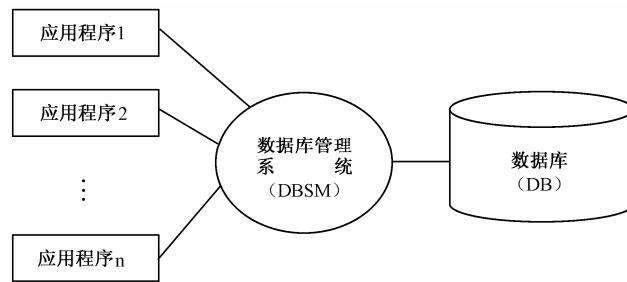 应用程序1
应用程序2
⋮
应用程序n
数据库管理
系 统
（DBSM）
数据库
（DB）